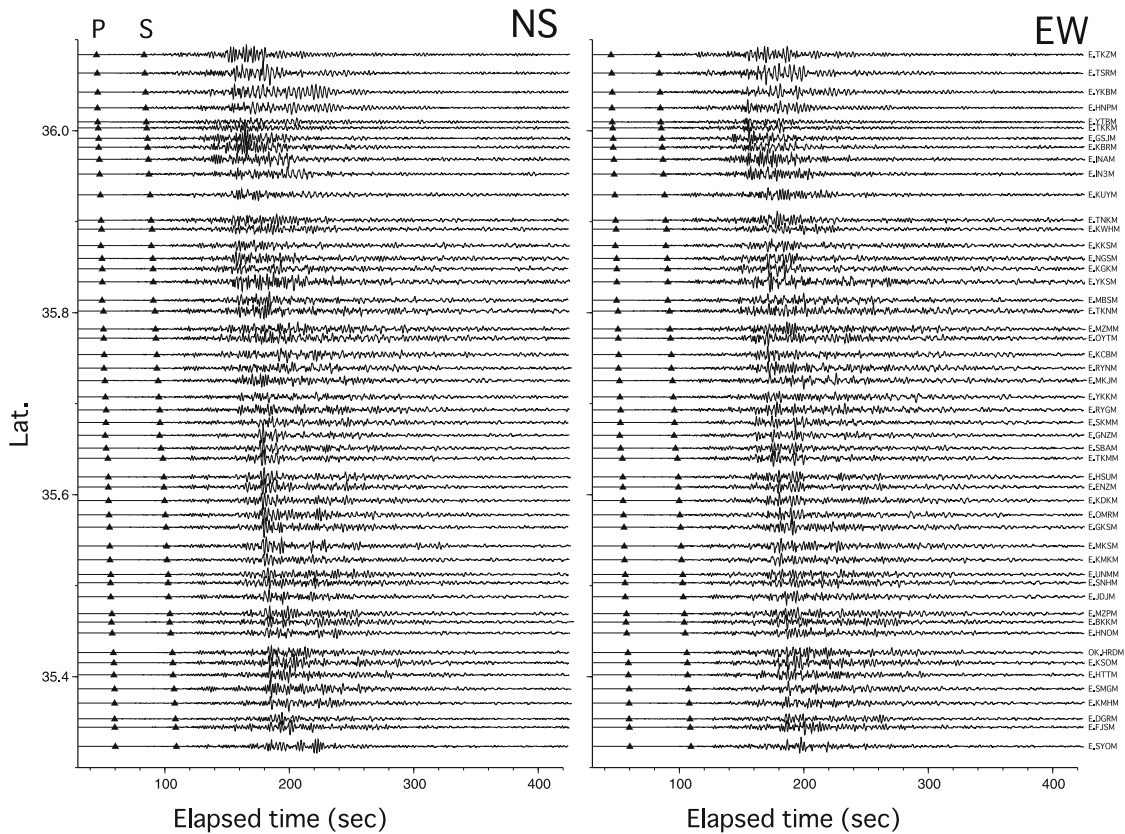 P S NS EW
E.TKZM
E.TSRM
E.YKBM
E.HNPM
E.YTBM
36.0
E.TKKM
E.GSJM
E.KBRM
E.INAM
E.IN3M
E.KUYM
E.TNKM
E.KWHM
E.KKSM
E.NGSM
E.KGKM
E.YKSM
E.MBSM
35.8
E.TKNM
E.MZMM
E.OYTM
E.KCBM
E.RYNM
E.MKJM
Lat.
E.YKKM
E.RYGM
E.SKMM
E.GNZM
E.SBAM
E.TKMM
E.HSUM
35.6
E.ENZM
E.KDKM
E.OMRM
E.GKSM
E.MKSM
E.KMKM
E.UNMM
E.SNHM
E.JDJM
E.MZPM
E.BKKM
E.HNOM
OK.HRDM
E.KSOM
35.4
E.HTTM
E.SMGM
E.KMHM
E.DGRM
E.FJSM
E.SYOM
100 200 300 400 100 200 300 400
Elapsed time (sec) Elapsed time (sec)